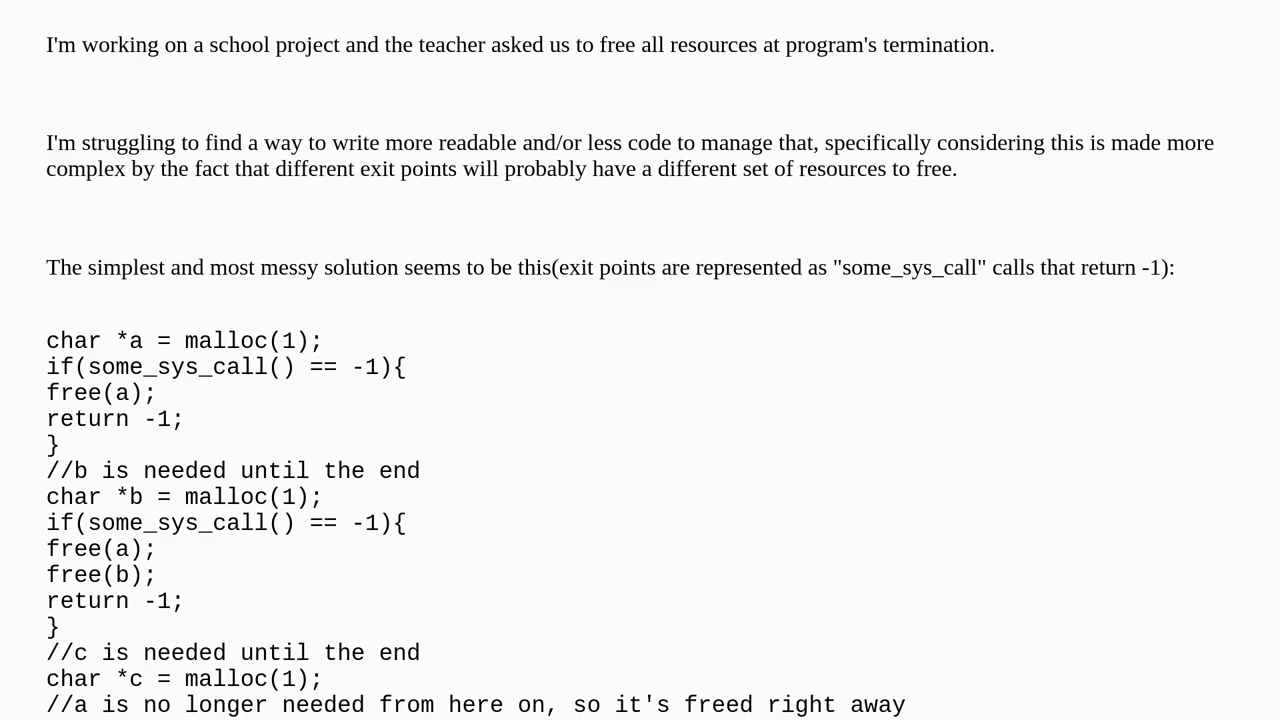 I'm working on a school project and the teacher asked us to free all resources at program's termination.
I'm struggling to find a way to write more readable and/or less code to manage that, specifically considering this is made more
complex by the fact that different exit points will probably have a different set of resources to free.
The simplest and most messy solution seems to be this(exit points are represented as "some_sys_call" calls that return -1):
char *a = malloc(1);
if(some_sys_call() == -1){
free(a);
return -1;
}
//b is needed until the end
char *b = malloc(1);
if(some_sys_call() == -1){
free(a);
free(b);
return -1;
}
//c is needed until the end
char *c = malloc(1);
//a is no longer needed from here on, so it's freed right away